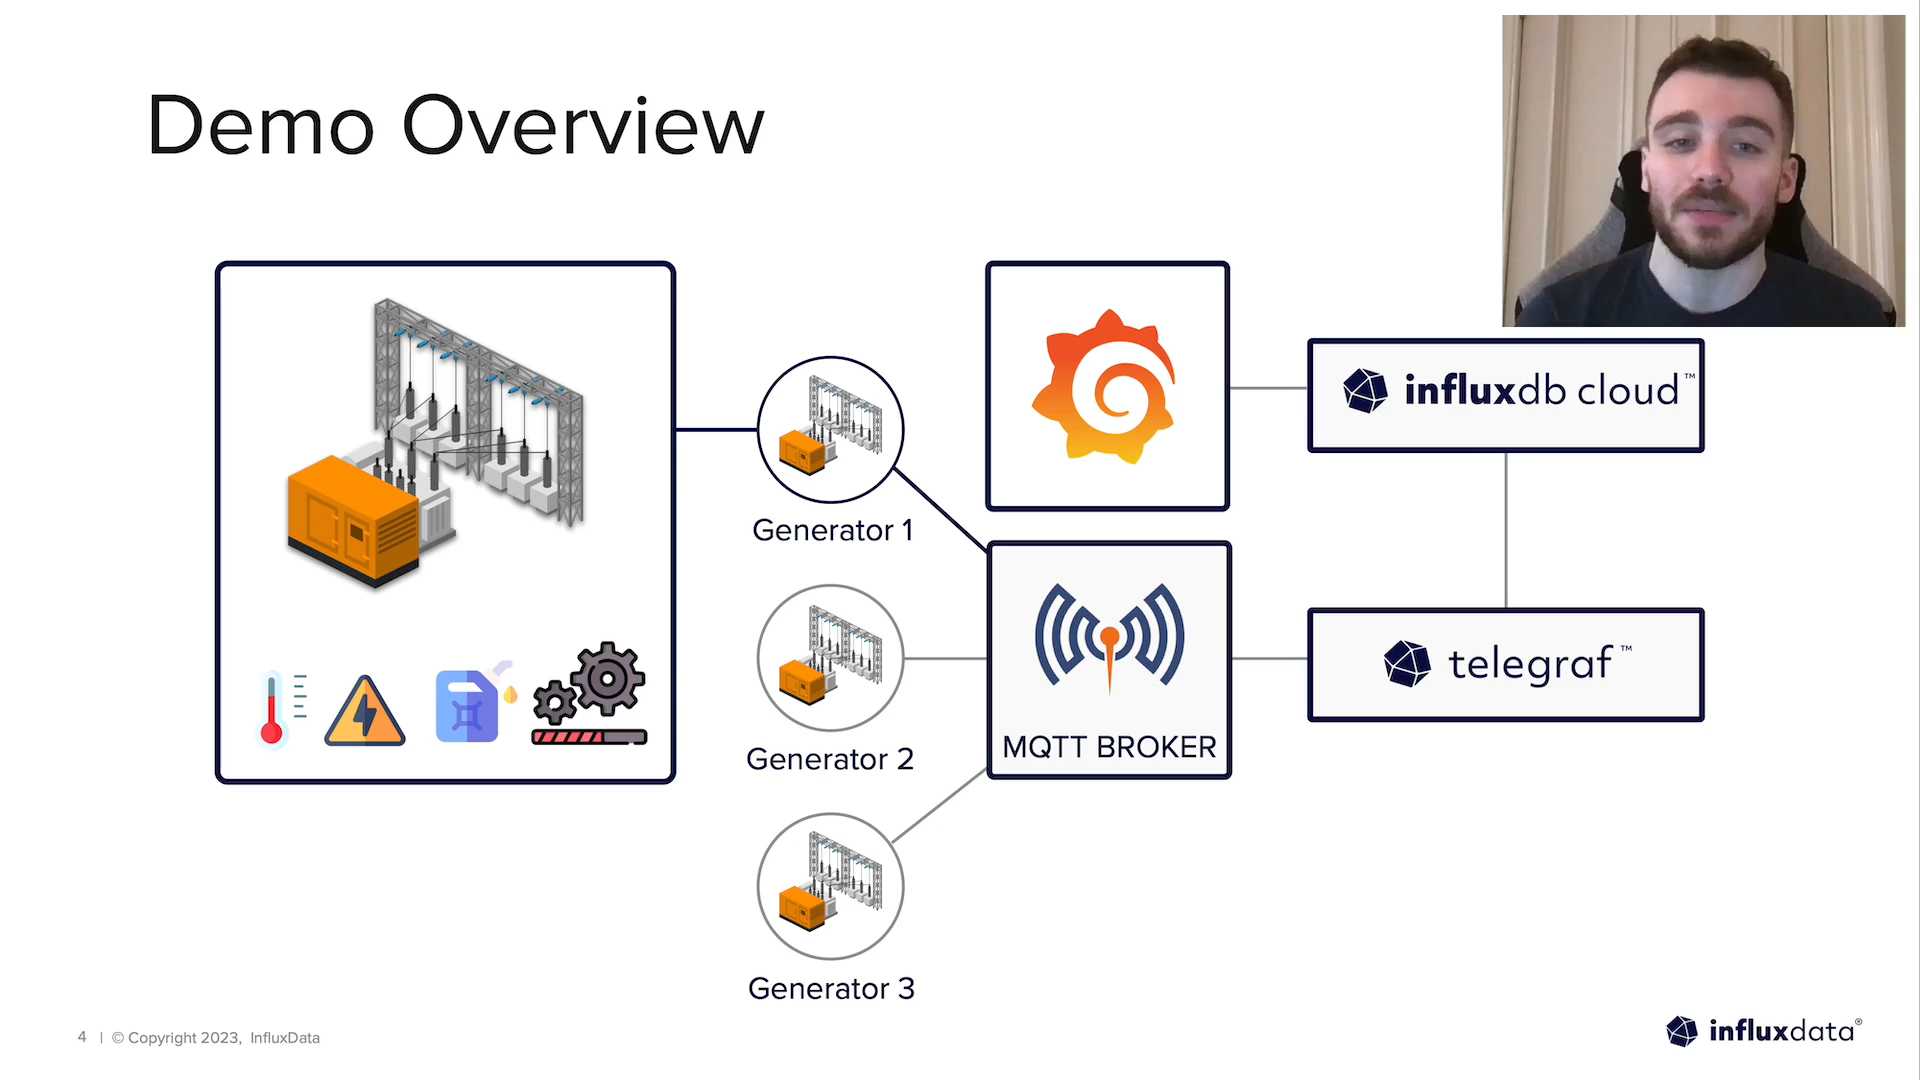 Demo Overview
influxdb cloud™
Generator 1
telegraf™
MQTT BROKER
Generator 2
Generator 3
4 | © Copyright 2023, InfluxData
influxdata®